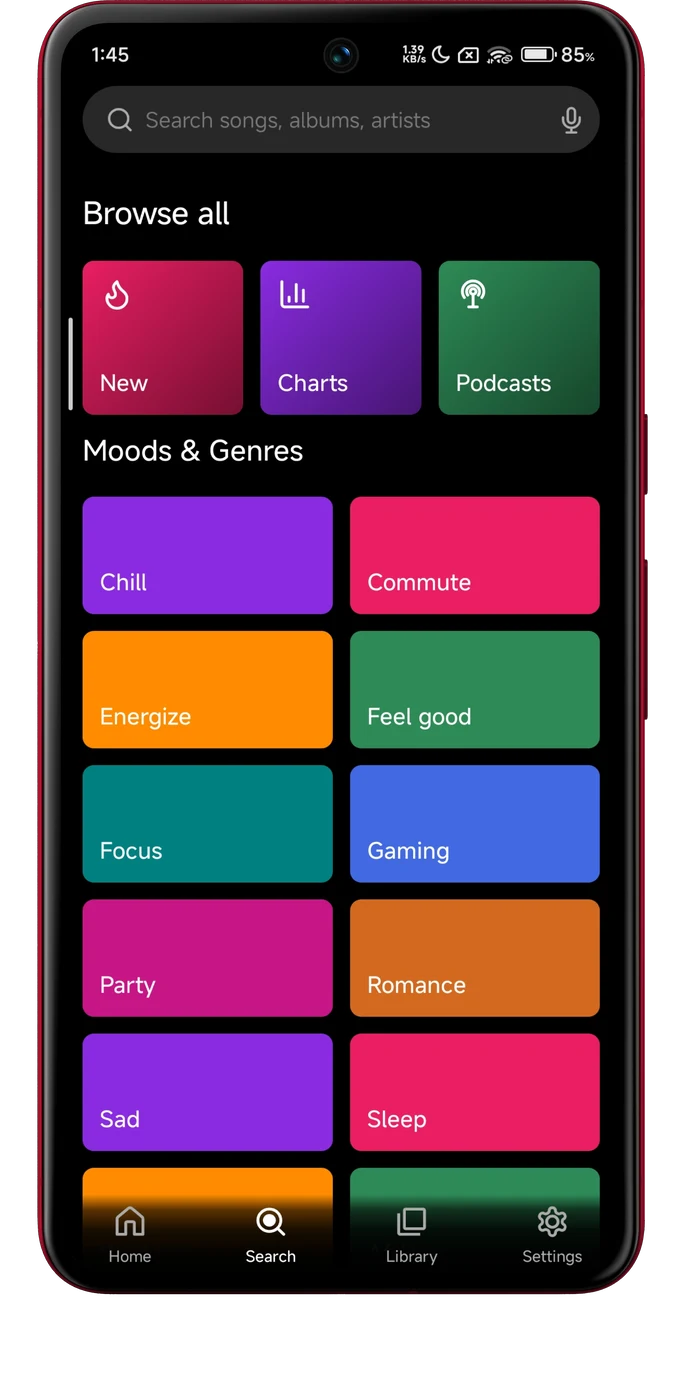 1:45 1.39 KB/s 85%
Search songs, albums, artists
Browse all
New Charts Podcasts
Moods & Genres
Chill Commute
Energize Feel good
Focus Gaming
Party Romance
Sad Sleep
Home Search Library Settings